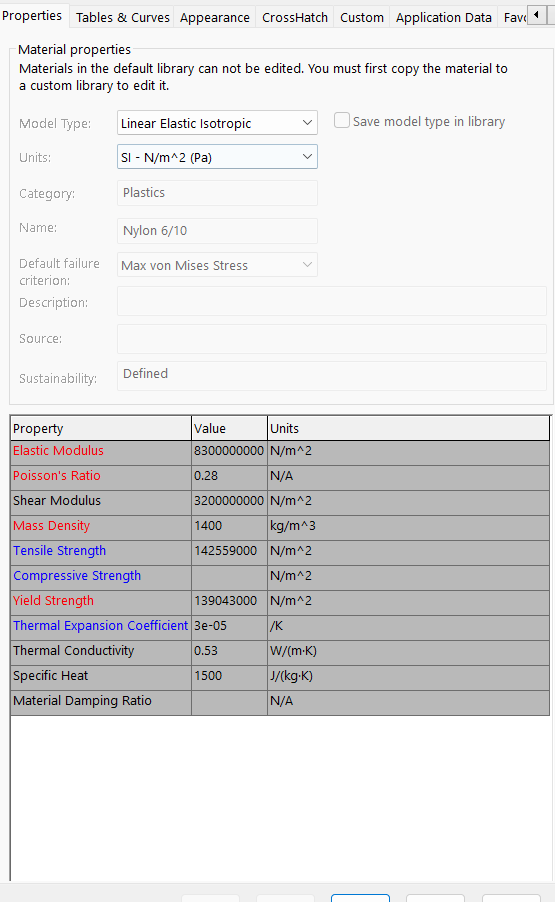 Properties Tables & Curves Appearance CrossHatch Custom Application Data Favo
Material properties
Materials in the default library can not be edited. You must first copy the material to
a custom library to edit it.
Model Type: Linear Elastic Isotropic Save model type in library
Units: SI - N/m^2 (Pa)
Category: Plastics
Name: Nylon 6/10
Default failure
criterion: Max von Mises Stress
Description:
Source:
Sustainability: Defined
Property Value Units
Elastic Modulus 8300000000 N/m^2
Poisson's Ratio 0.28 N/A
Shear Modulus 3200000000 N/m^2
Mass Density 1400 kg/m^3
Tensile Strength 142559000 N/m^2
Compressive Strength N/m^2
Yield Strength 139043000 N/m^2
Thermal Expansion Coefficient 3e-05 /K
Thermal Conductivity 0.53 W/(m·K)
Specific Heat 1500 J/(kg·K)
Material Damping Ratio N/A